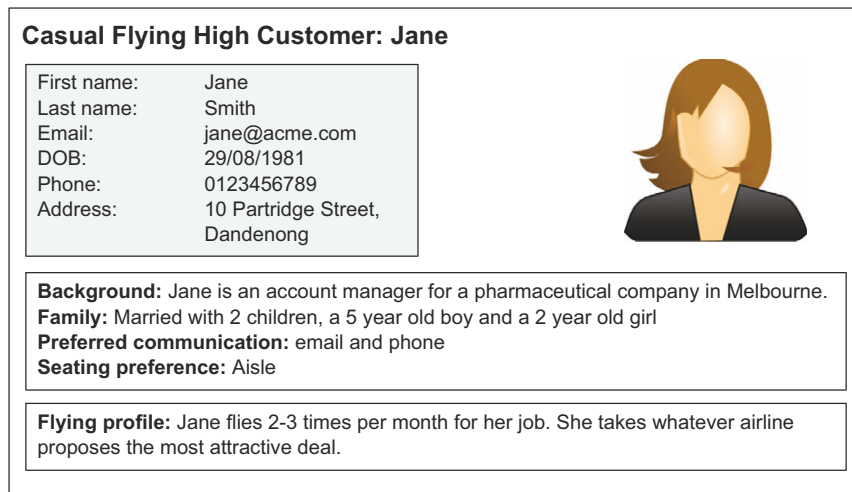 Casual Flying High Customer: Jane
First name: Jane
Last name: Smith
Email: jane@acme.com
DOB: 29/08/1981
Phone: 0123456789
Address: 10 Partridge Street,
Dandenong
Background: Jane is an account manager for a pharmaceutical company in Melbourne.
Family: Married with 2 children, a 5 year old boy and a 2 year old girl
Preferred communication: email and phone
Seating preference: Aisle
Flying profile: Jane flies 2-3 times per month for her job. She takes whatever airline
proposes the most attractive deal.